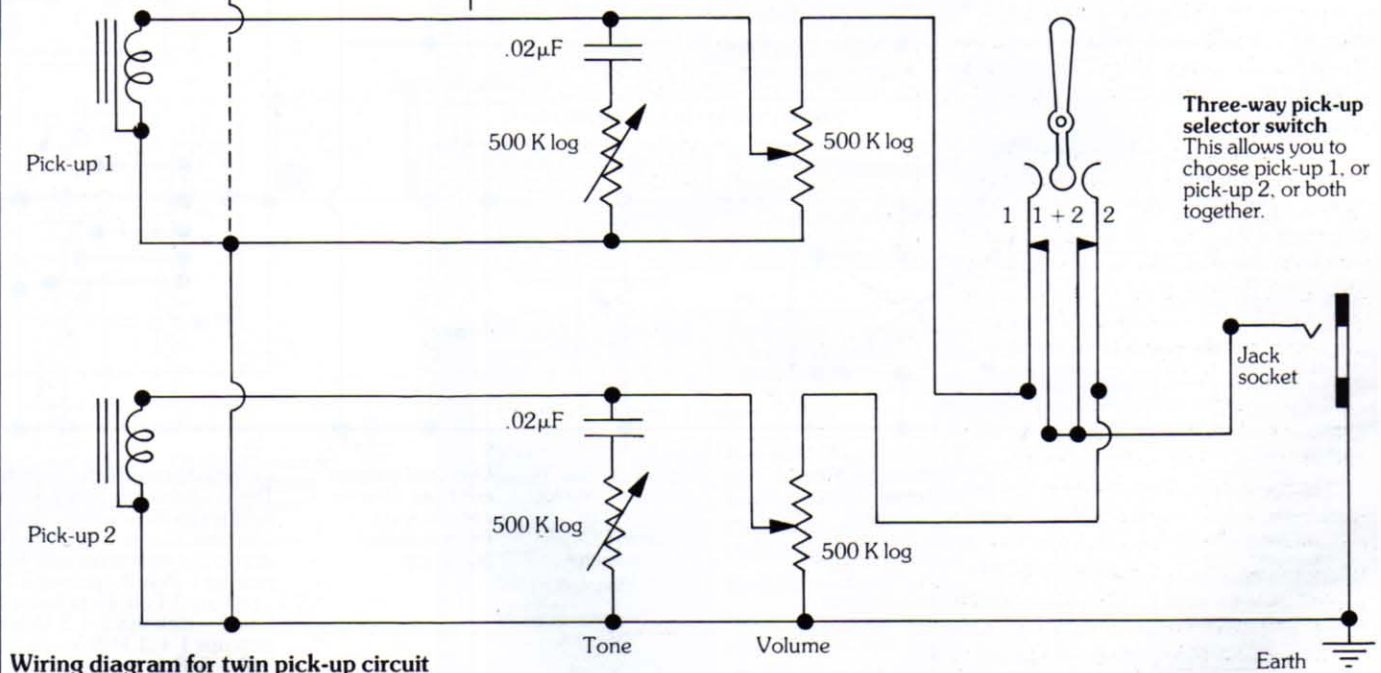 .02µF
500 K log
500 K log
Pick-up 1
Three-way pick-up
selector switch
This allows you to
choose pick-up 1, or
pick-up 2, or both
together.
1 1 + 2 2
Jack
socket
.02µF
500 K log
500 K log
Pick-up 2
Tone
Volume
Earth
Wiring diagram for twin pick-up circuit